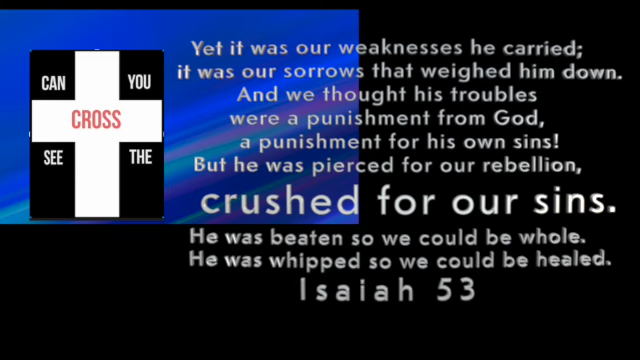 CAN YOU
CROSS
SEE THE
Yet it was our weaknesses he carried;
it was our sorrows that weighed him down.
And we thought his troubles
were a punishment from God,
a punishment for his own sins!
But he was pierced for our rebellion,
crushed for our sins.
He was beaten so we could be whole.
He was whipped so we could be healed.
Isaiah 53